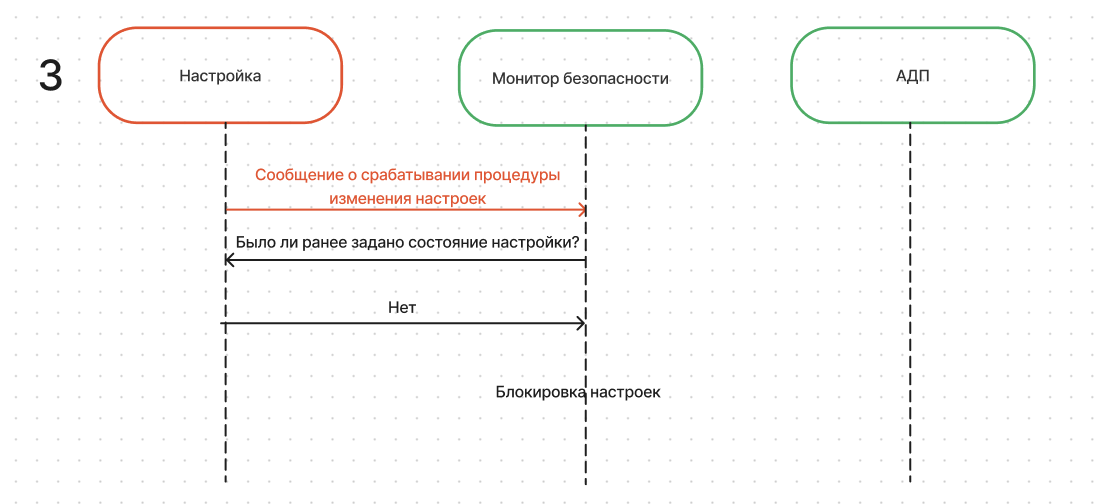 3
Настройка
Монитор безопасности
АДП
Сообщение о срабатывании процедуры
изменения настроек
Было ли ранее задано состояние настройки?
Нет
Блокировка настроек